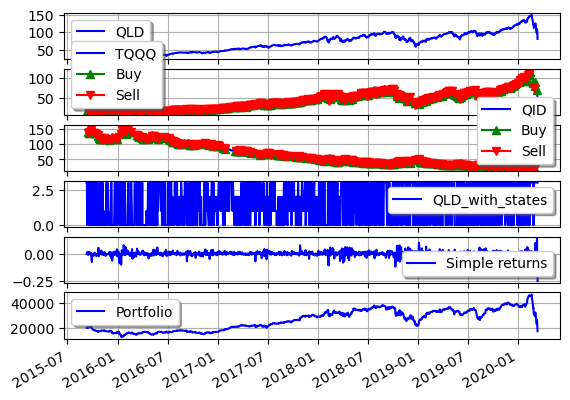 150
100
50
QLD
TQQQ
Buy
Sell
100
50
QID
Buy
Sell
150
100
50
2.5
0.0
QLD_with_states
0.00
−0.25
Simple returns
40000
20000
Portfolio
2015-07
2016-01
2016-07
2017-01
2017-07
2018-01
2018-07
2019-01
2019-07
2020-01